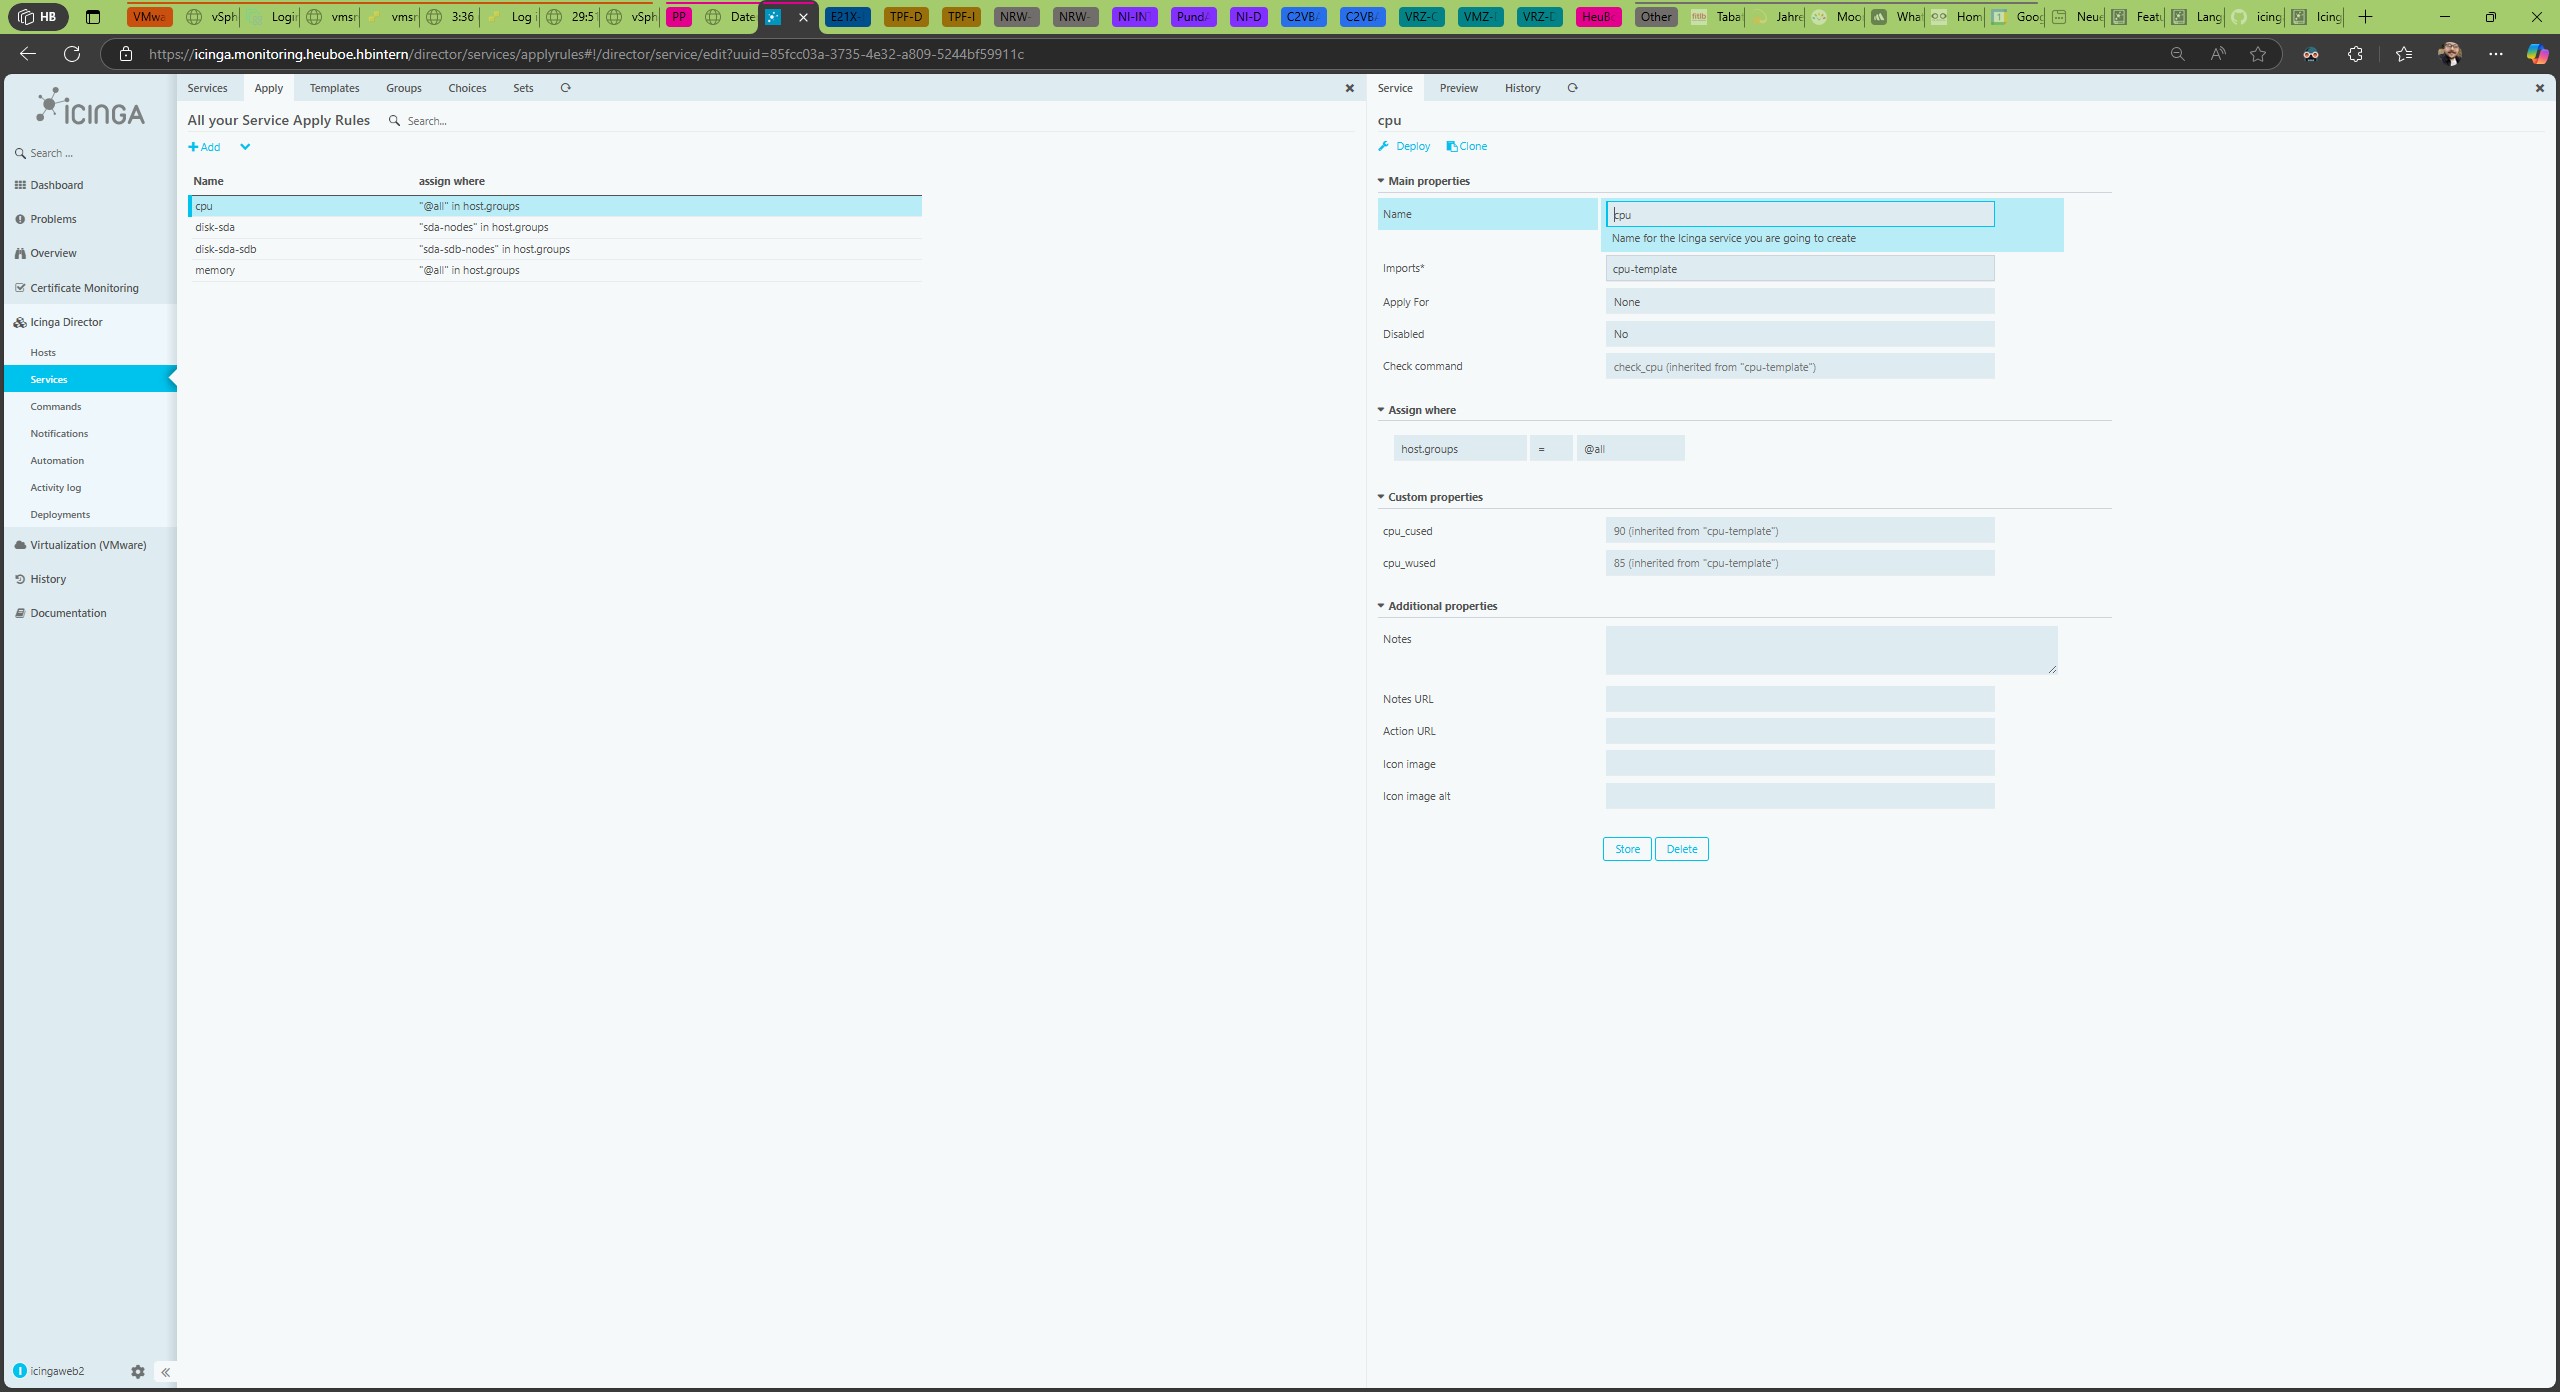 HB
VMwa
vSph
Logi
vmsr
vmsr
3:36
Log i
29:5
vSph
PP
Date
E21X-
TPF-D
TPF-I
NRW-
NRW-
NI-IN
Pund
NI-D
C2VB
C2VB
VRZ-C
VMZ-
VRZ-
HeuB
Other
Taba
Jahre
Moo
Wha
Hom
Goog
Neu
Feat
Lang
icing
Icing
https://icinga.monitoring.heuboe.hbintern/director/services/applyrules#!/director/service/edit?uuid=85fcc03a-3735-4e32-a809-5244bf59911c
ICINGA
Search ...
Dashboard
Problems
Overview
Certificate Monitoring
Icinga Director
Hosts
Services
Commands
Notifications
Automation
Activity log
Deployments
Virtualization (VMware)
History
Documentation
icingaweb2
Services Apply Templates Groups Choices Sets
All your Service Apply Rules Search...
Add
Name assign where
cpu "@all" in host.groups
disk-sda "sda-nodes" in host.groups
disk-sda-sdb "sda-sdb-nodes" in host.groups
memory "@all" in host.groups
Service Preview History
cpu
Deploy Clone
Main properties
Name cpu
Name for the Icinga service you are going to create
Imports* cpu-template
Apply For None
Disabled No
Check command check_cpu (inherited from "cpu-template")
Assign where
host.groups = @all
Custom properties
cpu_cused 90 (inherited from "cpu-template")
cpu_wused 85 (inherited from "cpu-template")
Additional properties
Notes
Notes URL
Action URL
Icon image
Icon image alt
Store Delete